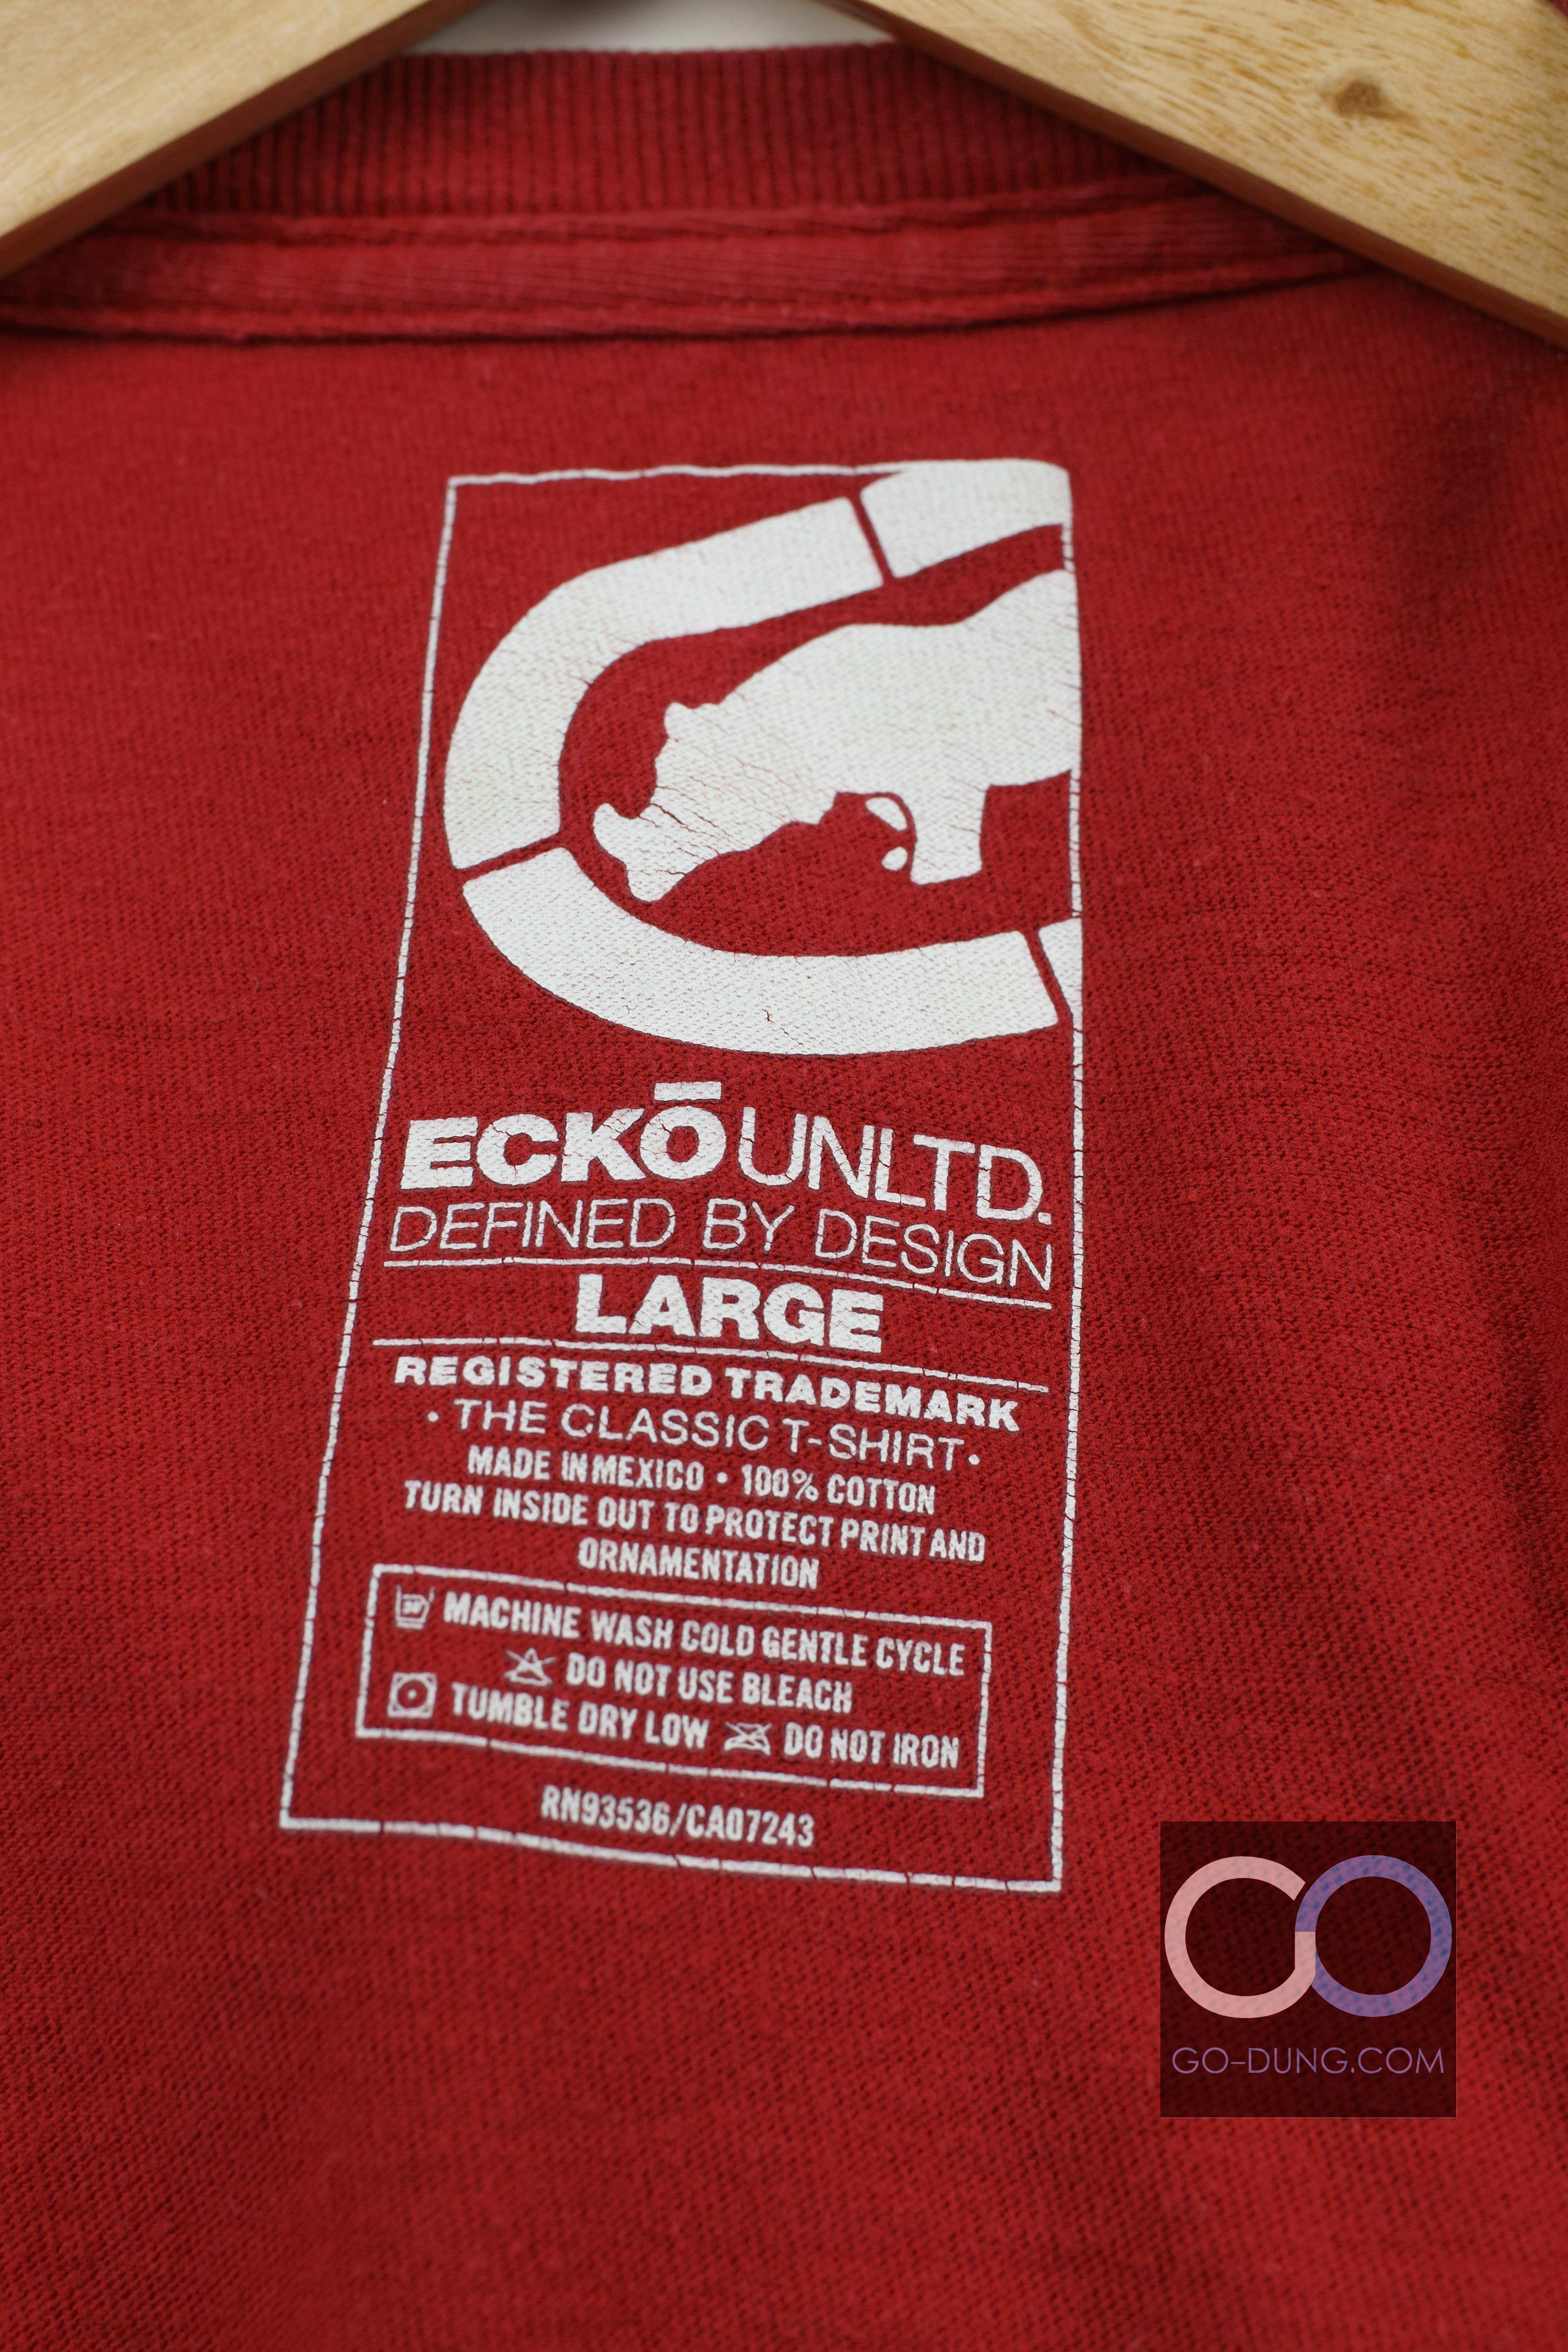 ECKŌ UNLTD.
DEFINED BY DESIGN
LARGE
REGISTERED TRADEMARK
• THE CLASSIC T-SHIRT •
MADE IN MEXICO • 100% COTTON
TURN INSIDE OUT TO PROTECT PRINT AND
ORNAMENTATION
30° MACHINE WASH COLD GENTLE CYCLE
DO NOT USE BLEACH
TUMBLE DRY LOW DO NOT IRON
RN93536/CA07243
GO-DUNG.COM